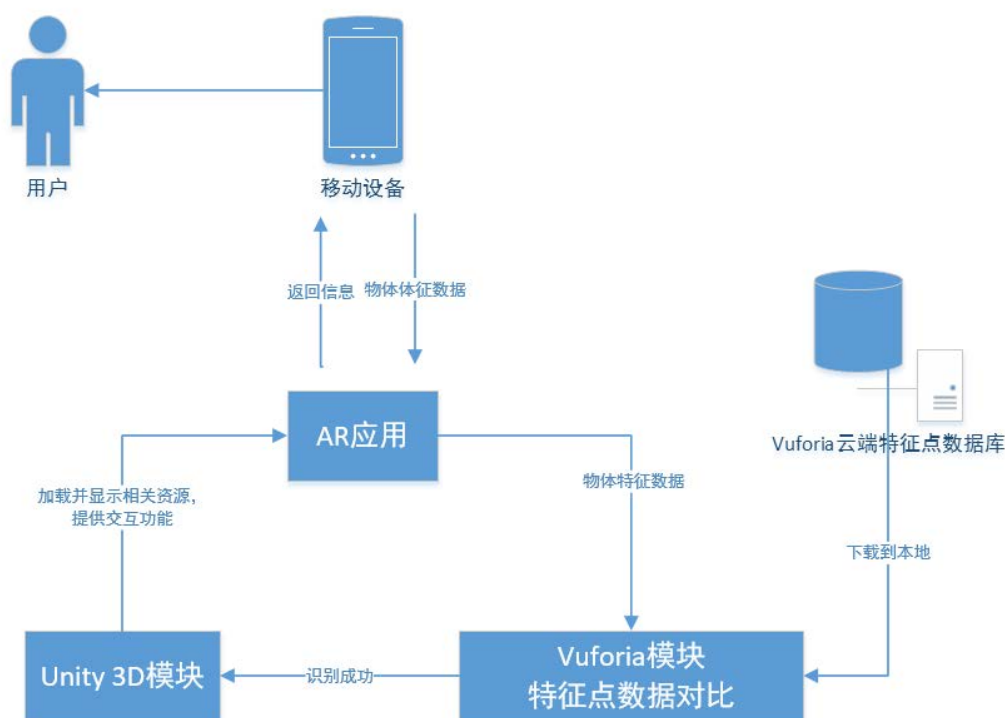 用户
移动设备
返回信息
物体体征数据
AR应用
Vuforia云端特征点数据库
加载并显示相关资源，
提供交互功能
物体特征数据
下载到本地
Unity 3D模块
识别成功
Vuforia模块
特征点数据对比